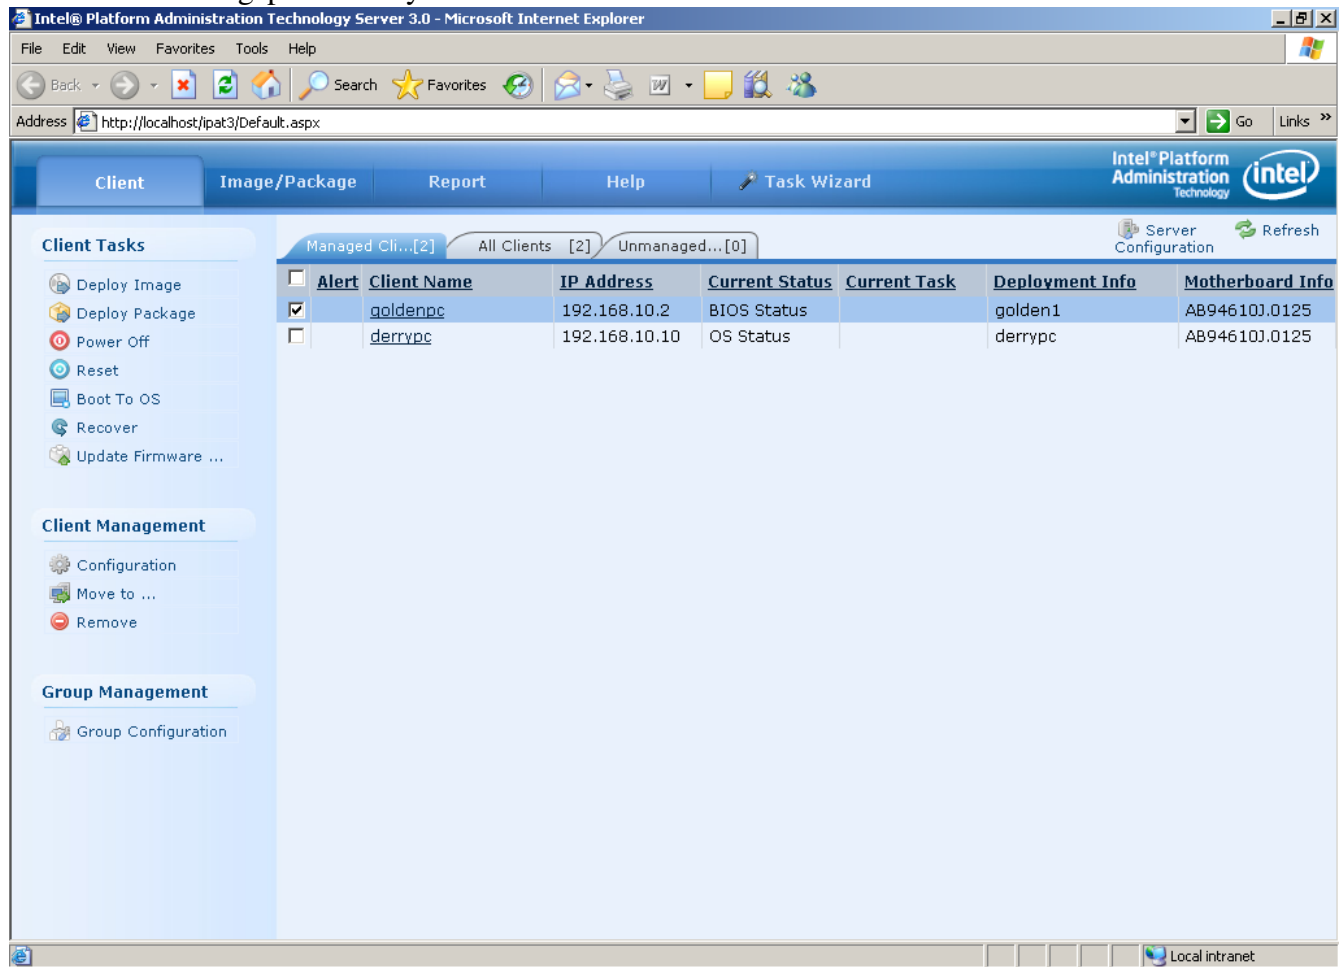 Intel® Platform Administration Technology Server 3.0 - Microsoft Internet Explorer
File Edit View Favorites Tools Help
Back Search Favorites
Address http://localhost/ipat3/Default.aspx Go Links »
Client Image/Package Report Help Task Wizard
Intel® Platform
Administration
Technology
intel
Server Configuration
Refresh
Client Tasks
Managed Cli...[2] All Clients [2] Unmanaged...[0]
Deploy Image
Deploy Package
Power Off
Reset
Boot To OS
Recover
Update Firmware ...
Alert Client Name IP Address Current Status Current Task Deployment Info Motherboard Info
goldenpc 192.168.10.2 BIOS Status golden1 AB94610J.0125
derrypc 192.168.10.10 OS Status derrypc AB94610J.0125
Client Management
Configuration
Move to ...
Remove
Group Management
Group Configuration
Local intranet